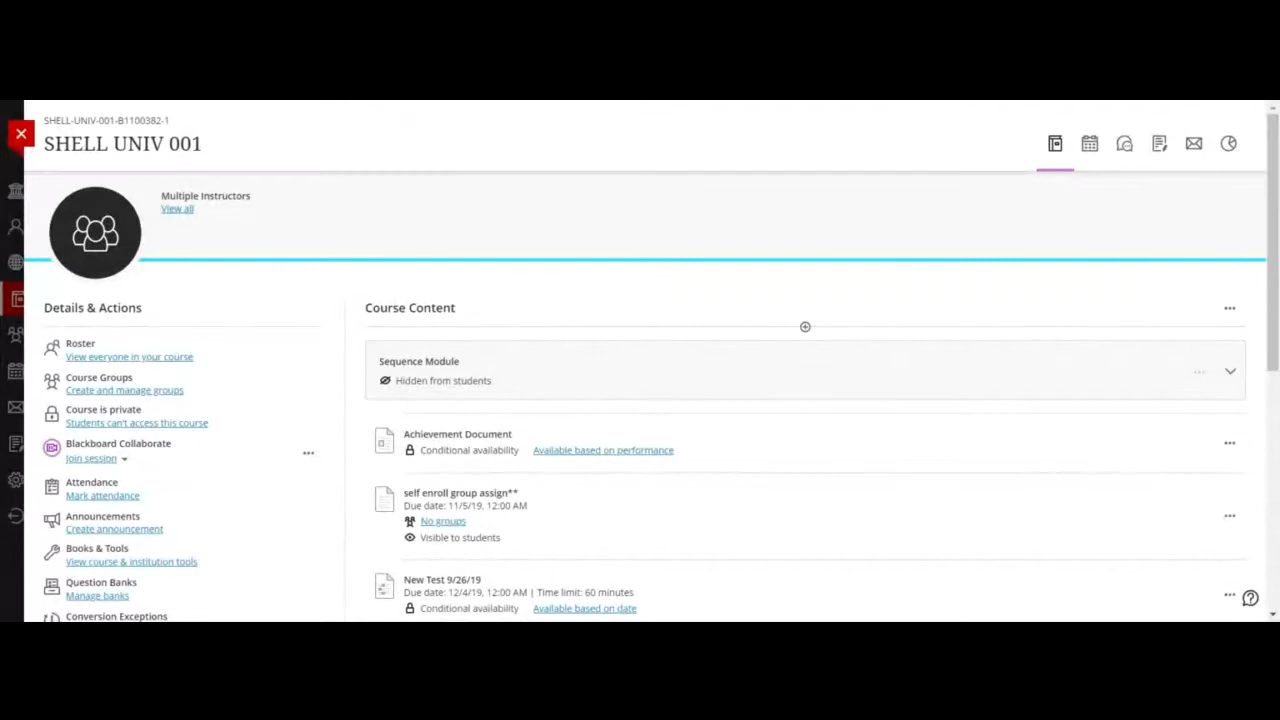 SHELL-UNIV-001-B1100382-1
SHELL UNIV 001
Multiple Instructors
View all
Details & Actions
Roster
View everyone in your course
Course Groups
Create and manage groups
Course is private
Students can't access this course
Blackboard Collaborate
Join session
Attendance
Mark attendance
Announcements
Create announcement
Books & Tools
View course & institution tools
Question Banks
Manage banks
Conversion Exceptions
Course Content
Sequence Module
Hidden from students
Achievement Document
Conditional availability Available based on performance
self enroll group assign**
Due date: 11/5/19, 12:00 AM
No groups
Visible to students
New Test 9/26/19
Due date: 12/4/19, 12:00 AM | Time limit: 60 minutes
Conditional availability Available based on date